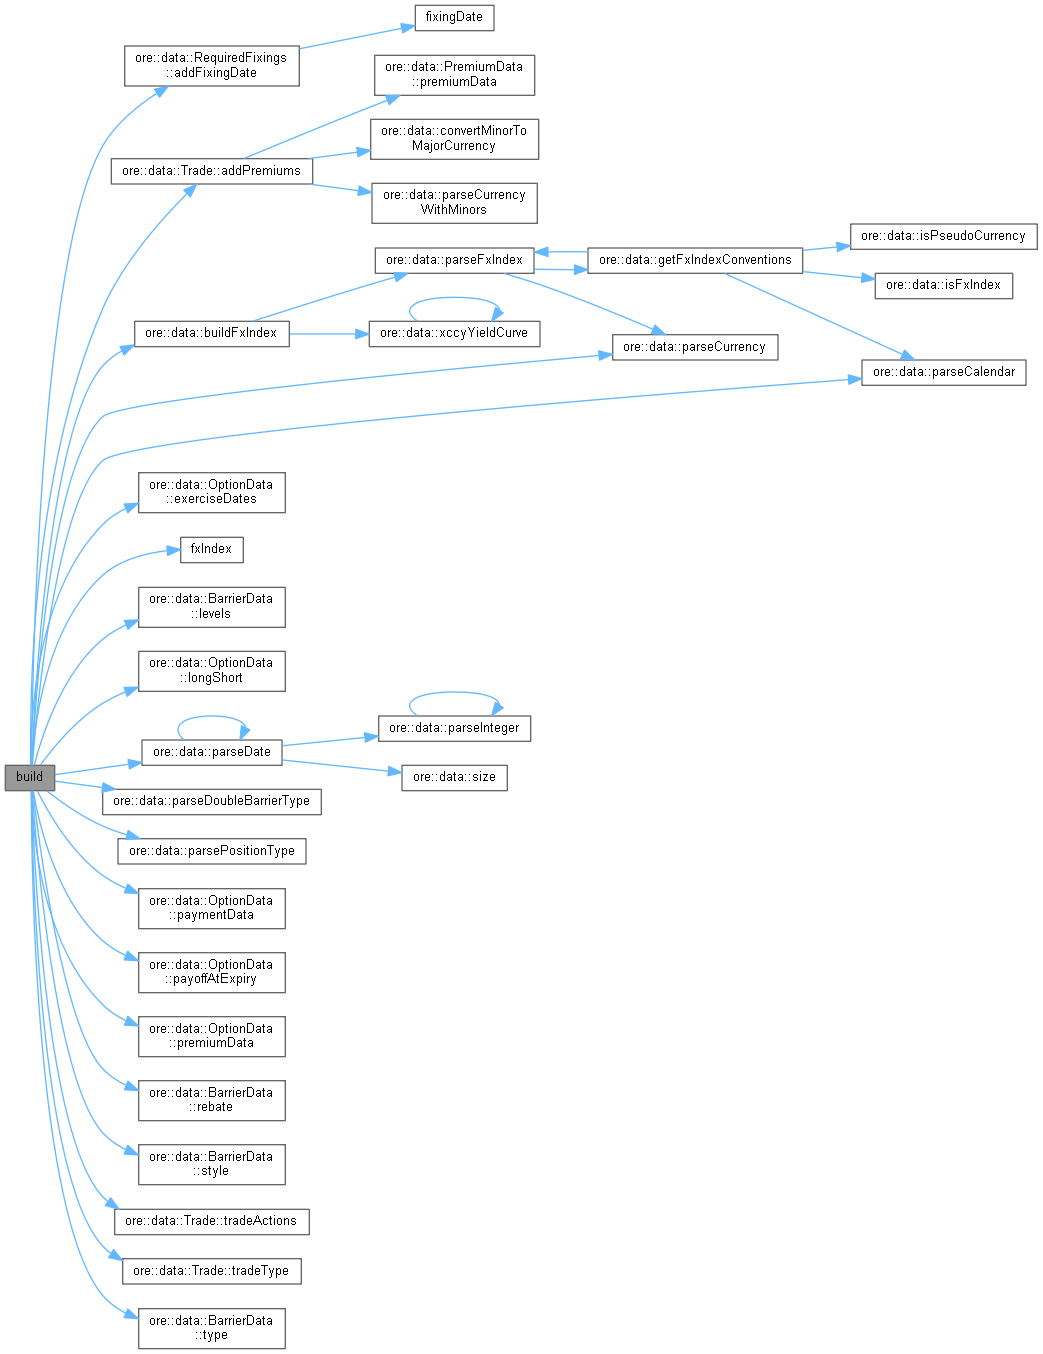 fixingDate
ore::data::RequiredFixings
::addFixingDate
ore::data::PremiumData
::premiumData
ore::data::convertMinorTo
MajorCurrency
ore::data::Trade::addPremiums
ore::data::parseCurrency
WithMinors
ore::data::isPseudoCurrency
ore::data::parseFxIndex
ore::data::getFxIndexConventions
ore::data::isFxIndex
ore::data::buildFxIndex
ore::data::xccyYieldCurve
ore::data::parseCurrency
ore::data::parseCalendar
ore::data::OptionData
::exerciseDates
fxIndex
ore::data::BarrierData
::levels
ore::data::OptionData
::longShort
ore::data::parseInteger
ore::data::parseDate
build
ore::data::size
ore::data::parseDoubleBarrierType
ore::data::parsePositionType
ore::data::OptionData
::paymentData
ore::data::OptionData
::payoffAtExpiry
ore::data::OptionData
::premiumData
ore::data::BarrierData
::rebate
ore::data::BarrierData
::style
ore::data::Trade::tradeActions
ore::data::Trade::tradeType
ore::data::BarrierData
::type